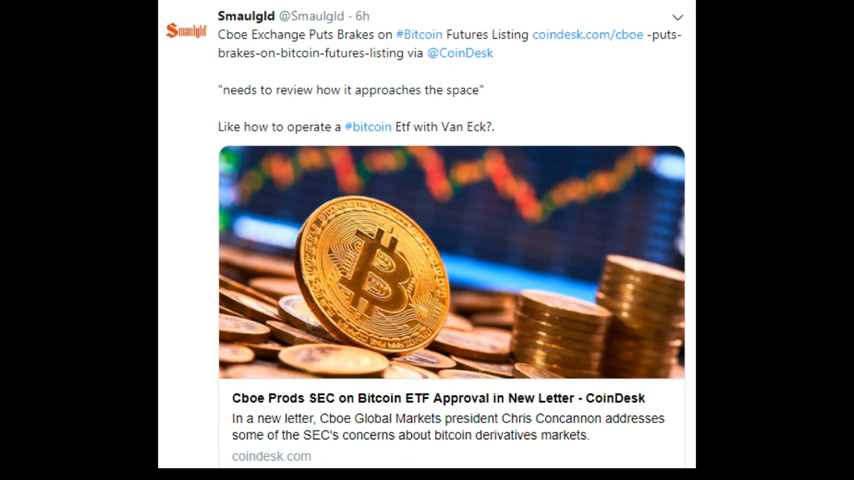 Smaulgld
Smaulgld @Smaulgld · 6h
Cboe Exchange Puts Brakes on #Bitcoin Futures Listing coindesk.com/cboe -puts-
brakes-on-bitcoin-futures-listing via @CoinDesk
"needs to review how it approaches the space"
Like how to operate a #bitcoin Etf with Van Eck?.
Cboe Prods SEC on Bitcoin ETF Approval in New Letter - CoinDesk
In a new letter, Cboe Global Markets president Chris Concannon addresses
some of the SEC's concerns about bitcoin derivatives markets.
coindesk.com